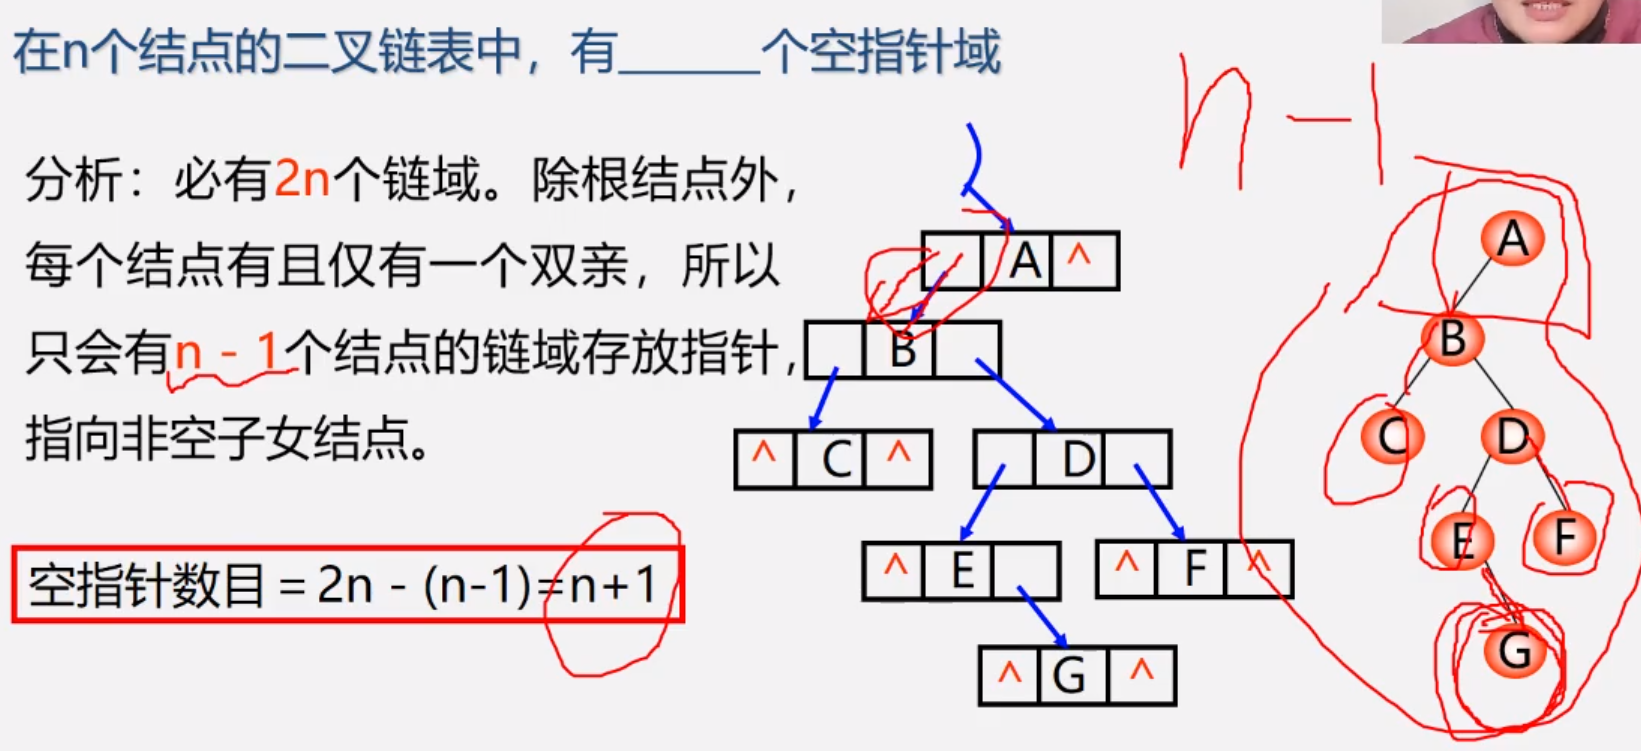 在n个结点的二叉链表中，有______个空指针域
n-1
分析：必有2n个链域。除根结点外，
每个结点有且仅有一个双亲，所以
只会有n - 1个结点的链域存放指针，
指向非空子女结点。
空指针数目＝2n - (n-1)=n+1
A ^
B
^ C ^
D
^ E
^ F ^
^ G ^
A
B
C
D
E
F
G